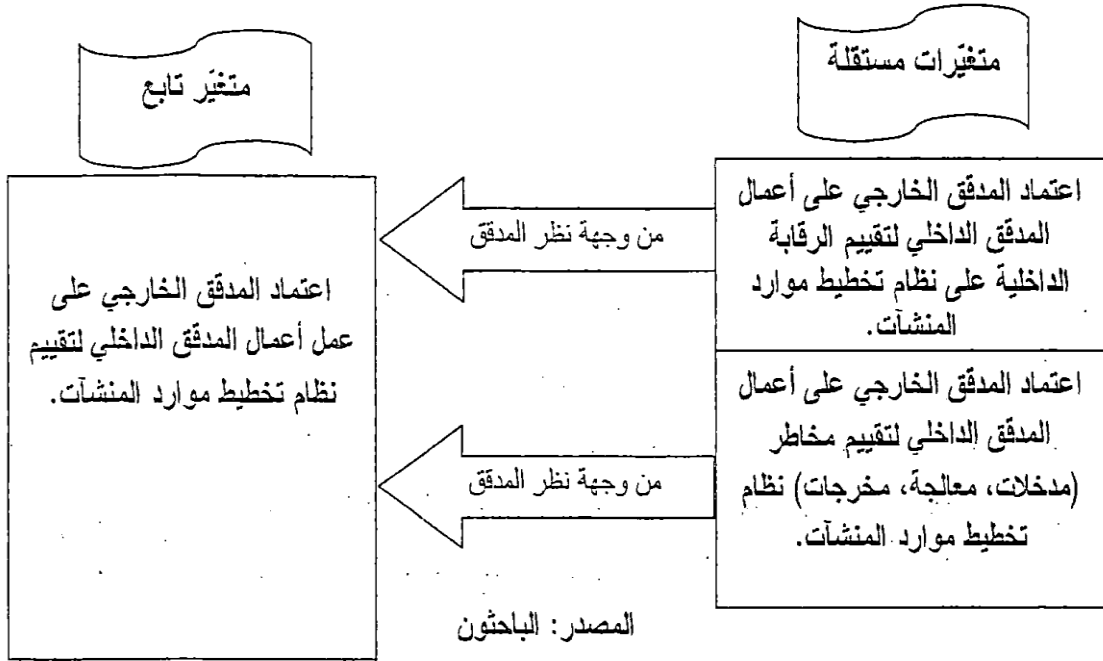 متغيّرات مستقلة
متغيّر تابع
اعتماد المدقق الخارجي على أعمال
المدقق الداخلي لتقييم الرقابة
الداخلية على نظام تخطيط موارد
المنشآت.
من وجهة نظر المدقق
اعتماد المدقق الخارجي على أعمال
المدقق الداخلي لتقييم مخاطر
(مدخلات، معالجة، مخرجات) نظام
تخطيط موارد المنشآت.
من وجهة نظر المدقق
اعتماد المدقق الخارجي على
عمل أعمال المدقق الداخلي لتقييم
نظام تخطيط موارد المنشآت.
المصدر: الباحثون